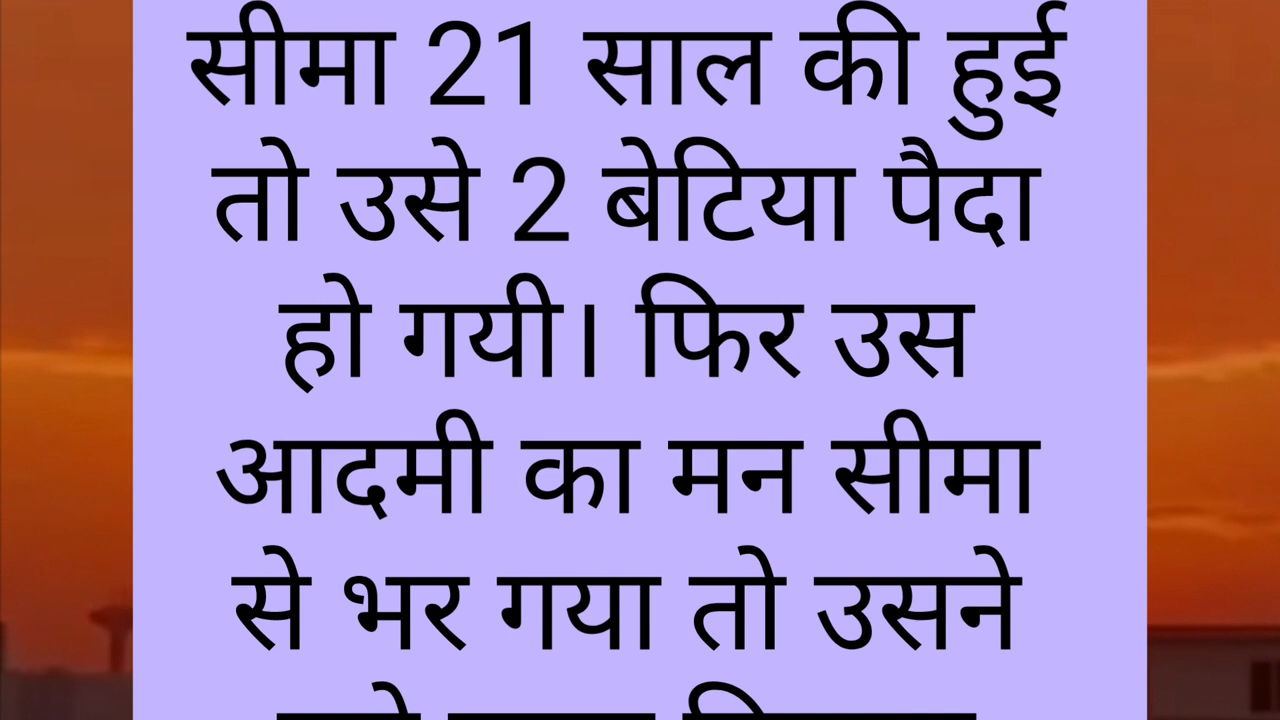 सीमा 21 साल की हुई
तो उसे 2 बेटिया पैदा
हो गयी। फिर उस
आदमी का मन सीमा
से भर गया तो उसने